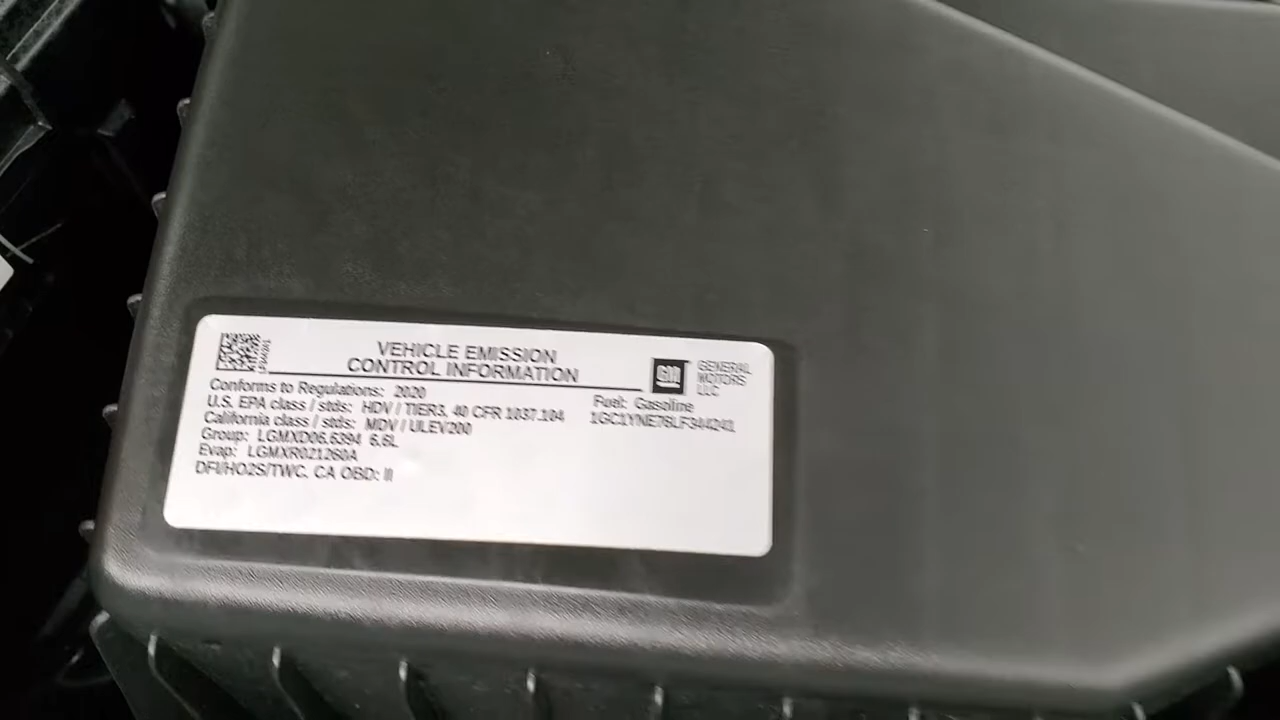 VEHICLE EMISSION
CONTROL INFORMATION
GM
GENERAL
MOTORS
LLC
Conforms to Regulations: 2020
U.S. EPA class / stds: HDV / TIER3, 40 CFR 1037.104
California class / stds: MDV / ULEV200
Group: LGMXD06.6394 6.6L
Evap: LGMXR021260A
DFI/HO2S/TWC. CA OBD: II
Fuel: Gasoline